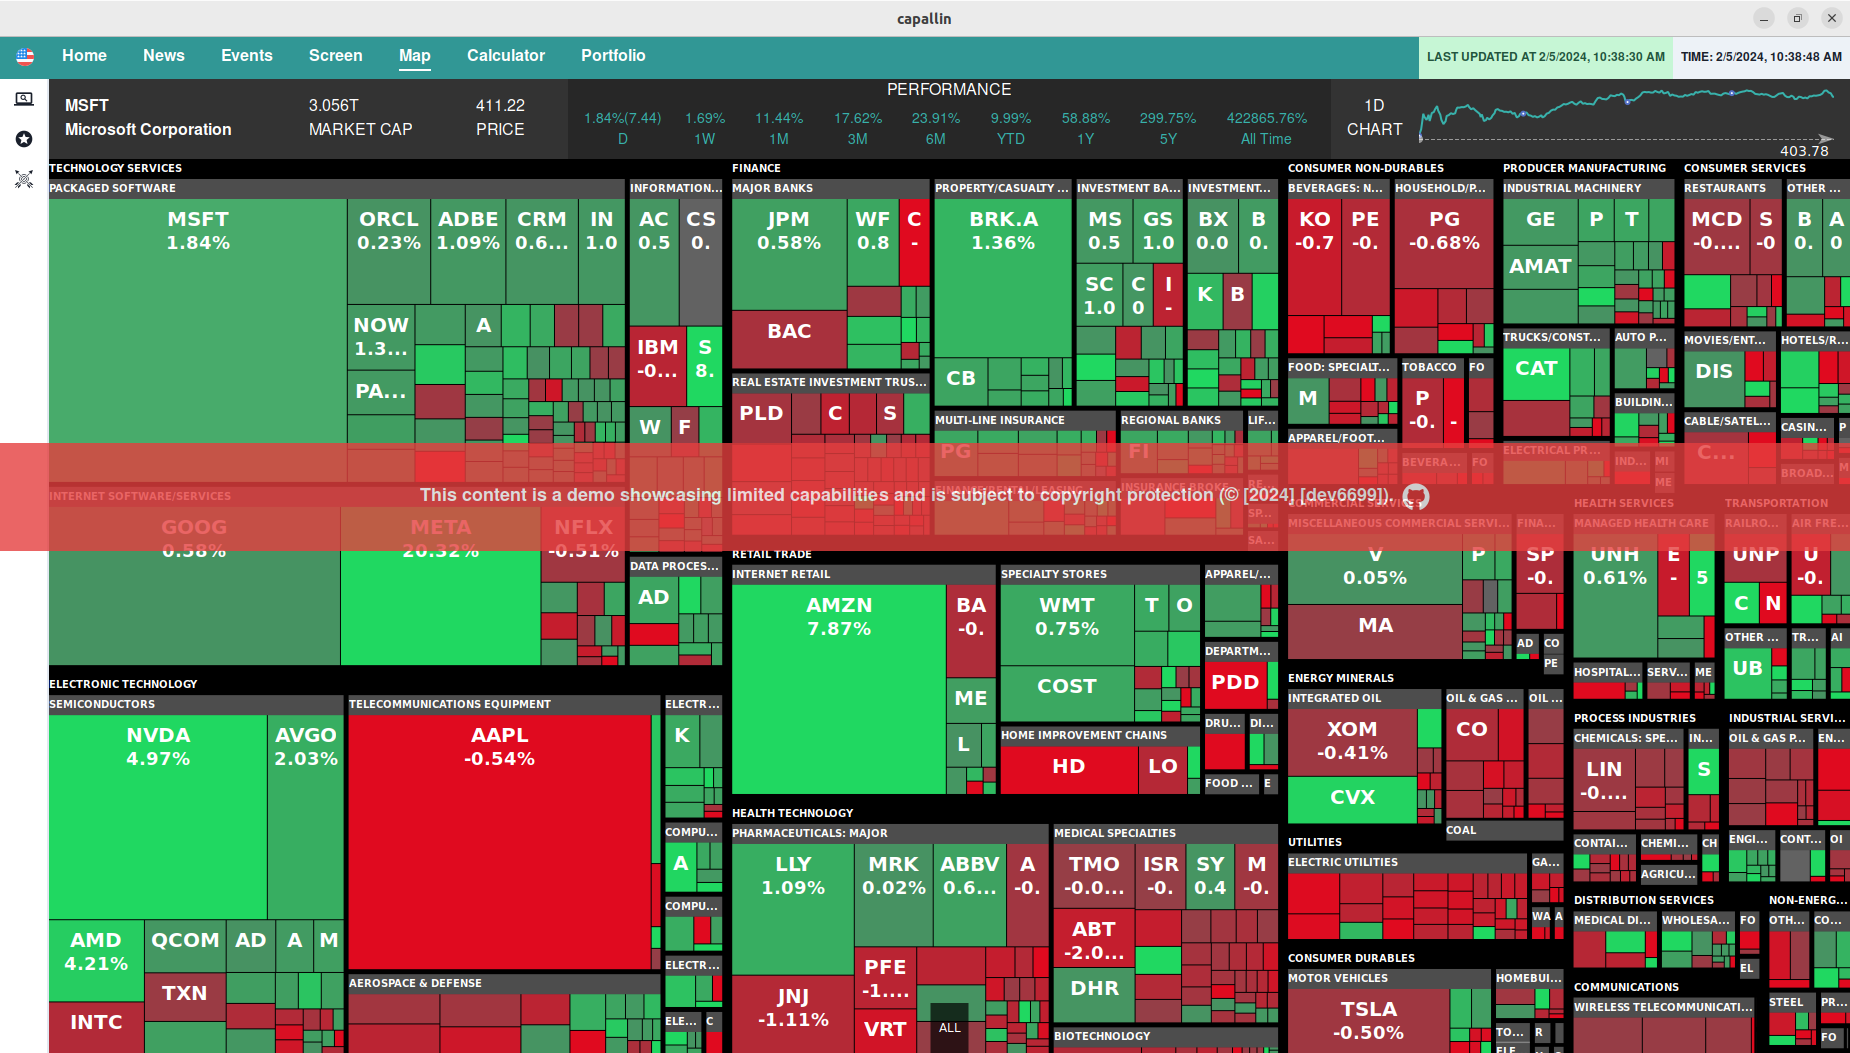 capallin
Home News Events Screen Map Calculator Portfolio
LAST UPDATED AT 2/5/2024, 10:38:30 AM
TIME: 2/5/2024, 10:38:48 AM
MSFT 3.056T 411.22
Microsoft Corporation MARKET CAP PRICE
PERFORMANCE
1.84%(7.44) 1.69% 11.44% 17.62% 23.91% 9.99% 58.88% 299.75% 422865.76%
D 1W 1M 3M 6M YTD 1Y 5Y All Time
1D
CHART
403.78
TECHNOLOGY SERVICES
PACKAGED SOFTWARE
MSFT
1.84%
ORCL
0.23%
ADBE
1.09%
CRM
0.6...
IN
1.0
NOW
1.3...
A
PA...
INFORMATION...
AC
0.5
CS
0.
IBM
-0...
S
8.
W
F
INTERNET SOFTWARE/SERVICES
GOOG
0.58%
META
20.32%
NFLX
-0.51%
DATA PROCES...
AD
FINANCE
MAJOR BANKS
JPM
0.58%
WF
0.8
C
-
BAC
PROPERTY/CASUALTY ...
BRK.A
1.36%
CB
INVESTMENT BA...
MS
0.5
GS
1.0
SC
1.0
C
0
I
-
INVESTMENT...
BX
0.0
B
0.
K
B
REAL ESTATE INVESTMENT TRUS...
PLD
C
S
MULTI-LINE INSURANCE
PG
REGIONAL BANKS
FI
LIF...
FINANCE/RENTAL/LEASING
INSURANCE BROKE...
SP...
SA...
This content is a demo showcasing limited capabilities and is subject to copyright protection (© [2024] [dev6699]).
CONSUMER NON-DURABLES
BEVERAGES: N...
KO
-0.7
PE
-0.
HOUSEHOLD/P...
PG
-0.68%
FOOD: SPECIALT...
M
TOBACCO
P
-0.
-
FO
APPAREL/FOOT...
BEVERA...
FO
PRODUCER MANUFACTURING
INDUSTRIAL MACHINERY
GE
P
T
AMAT
TRUCKS/CONST...
CAT
AUTO P...
BUILDIN...
ELECTRICAL PR...
IND...
MI
ME
CONSUMER SERVICES
RESTAURANTS
MCD
-0....
S
-0
OTHER ...
B
0.
A
0
MOVIES/ENT...
DIS
HOTELS/R...
CABLE/SATEL...
C...
CASIN...
P
BROAD...
M
COMMERCIAL SERVICES
MISCELLANEOUS COMMERCIAL SERVI...
V
0.05%
P
MA
FINA...
SP
-0.
AD
CO
PE
HEALTH SERVICES
MANAGED HEALTH CARE
UNH
0.61%
E
-
5
HOSPITAL...
SERV...
ME
TRANSPORTATION
RAILRO...
UNP
C
N
AIR FRE...
U
-0.
OTHER ...
UB
TR...
AI
RETAIL TRADE
INTERNET RETAIL
AMZN
7.87%
BA
-0.
ME
L
SPECIALTY STORES
WMT
0.75%
T
O
COST
APPAREL/...
DEPARTM...
PDD
HOME IMPROVEMENT CHAINS
HD
LO
DRU...
DI...
FOOD ...
E
ELECTRONIC TECHNOLOGY
SEMICONDUCTORS
NVDA
4.97%
AVGO
2.03%
AMD
4.21%
QCOM
AD
A
M
TXN
INTC
TELECOMMUNICATIONS EQUIPMENT
AAPL
-0.54%
AEROSPACE & DEFENSE
ELECTR...
K
COMPU...
A
COMPU...
ELECTR...
ELE...
C
HEALTH TECHNOLOGY
PHARMACEUTICALS: MAJOR
LLY
1.09%
MRK
0.02%
ABBV
0.6...
A
-0.
JNJ
-1.11%
PFE
-1....
VRT
ALL
MEDICAL SPECIALTIES
TMO
-0.0...
ISR
-0.
SY
0.4
M
-0.
ABT
-2.0...
DHR
BIOTECHNOLOGY
ENERGY MINERALS
INTEGRATED OIL
XOM
-0.41%
CVX
OIL & GAS ...
CO
OIL ...
COAL
UTILITIES
ELECTRIC UTILITIES
GA...
WA
A
CONSUMER DURABLES
MOTOR VEHICLES
TSLA
-0.50%
HOMEBUI...
TO...
R
ELE
PROCESS INDUSTRIES
CHEMICALS: SPE...
LIN
-0....
IN...
S
CONTAI...
CHEMI...
CH
AGRICU...
INDUSTRIAL SERVI...
OIL & GAS P...
EN...
ENGI...
CONT...
OI
DISTRIBUTION SERVICES
MEDICAL DI...
WHOLESA...
FO
EL
NON-ENERG...
OTH...
CO...
STEEL
PR...
FO
COMMUNICATIONS
WIRELESS TELECOMMUNICATI...